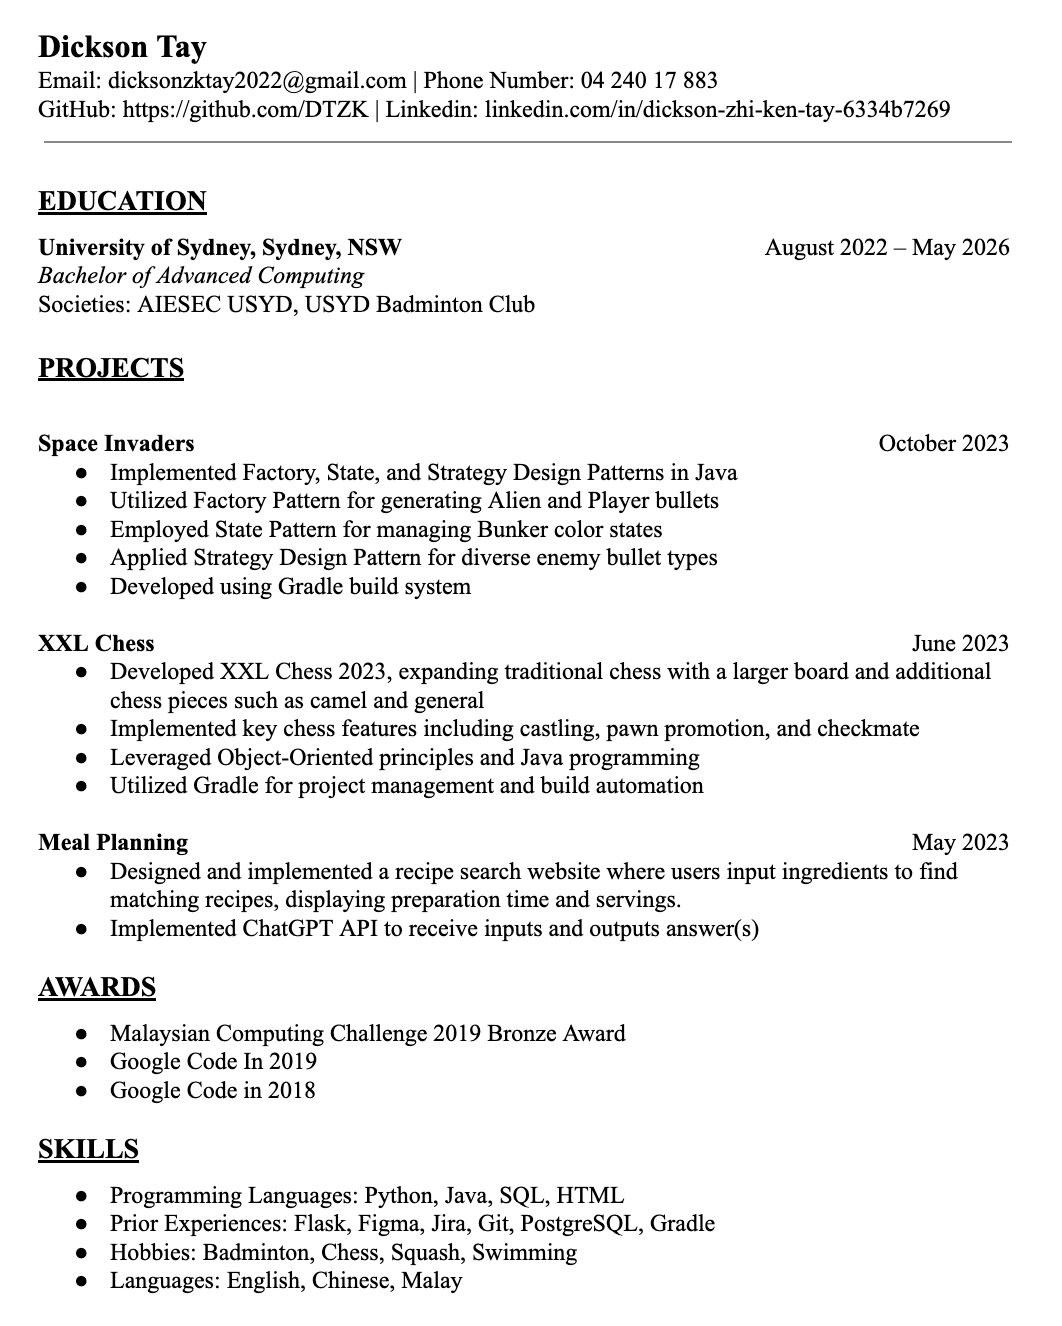 Dickson Tay
Email: dicksonzktay2022@gmail.com | Phone Number: 04 240 17 883
GitHub: https://github.com/DTZK | Linkedin: linkedin.com/in/dickson-zhi-ken-tay-6334b7269
EDUCATION
University of Sydney, Sydney, NSW August 2022 – May 2026
Bachelor of Advanced Computing
Societies: AIESEC USYD, USYD Badminton Club
PROJECTS
Space Invaders October 2023
● Implemented Factory, State, and Strategy Design Patterns in Java
● Utilized Factory Pattern for generating Alien and Player bullets
● Employed State Pattern for managing Bunker color states
● Applied Strategy Design Pattern for diverse enemy bullet types
● Developed using Gradle build system
XXL Chess June 2023
● Developed XXL Chess 2023, expanding traditional chess with a larger board and additional
chess pieces such as camel and general
● Implemented key chess features including castling, pawn promotion, and checkmate
● Leveraged Object-Oriented principles and Java programming
● Utilized Gradle for project management and build automation
Meal Planning May 2023
● Designed and implemented a recipe search website where users input ingredients to find
matching recipes, displaying preparation time and servings.
● Implemented ChatGPT API to receive inputs and outputs answer(s)
AWARDS
● Malaysian Computing Challenge 2019 Bronze Award
● Google Code In 2019
● Google Code in 2018
SKILLS
● Programming Languages: Python, Java, SQL, HTML
● Prior Experiences: Flask, Figma, Jira, Git, PostgreSQL, Gradle
● Hobbies: Badminton, Chess, Squash, Swimming
● Languages: English, Chinese, Malay